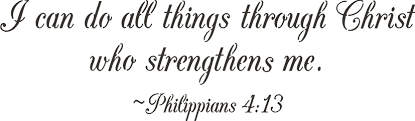 I can do all things through Christ
who strengthens me.
~Philippians 4:13